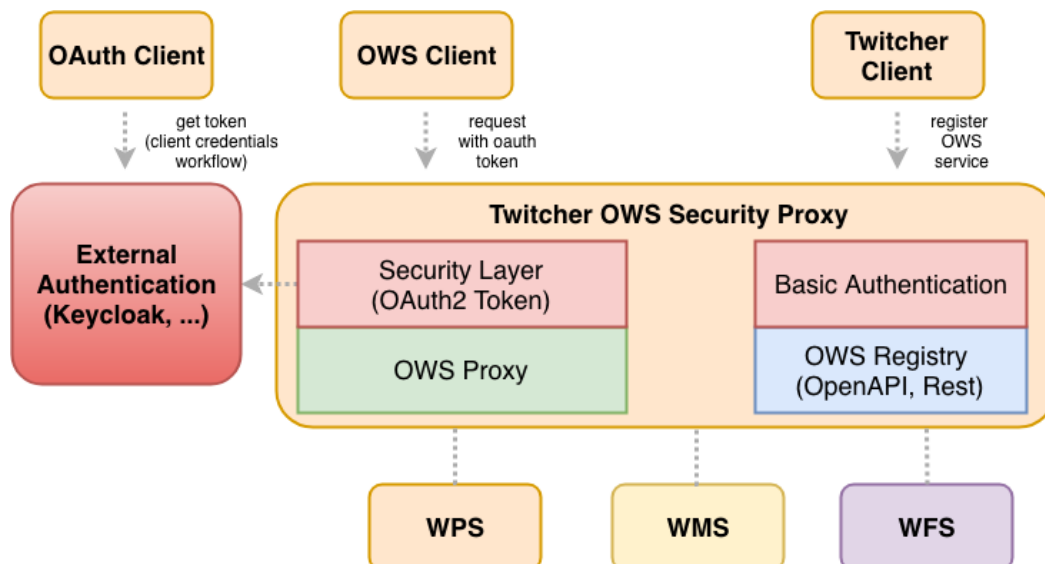 OAuth Client
OWS Client
Twitcher
Client
get token
(client credentials
workflow)
request
with oauth
token
register
OWS
service
External
Authentication
(Keycloak, ...)
Twitcher OWS Security Proxy
Security Layer
(OAuth2 Token)
OWS Proxy
Basic Authentication
OWS Registry
(OpenAPI, Rest)
WPS
WMS
WFS